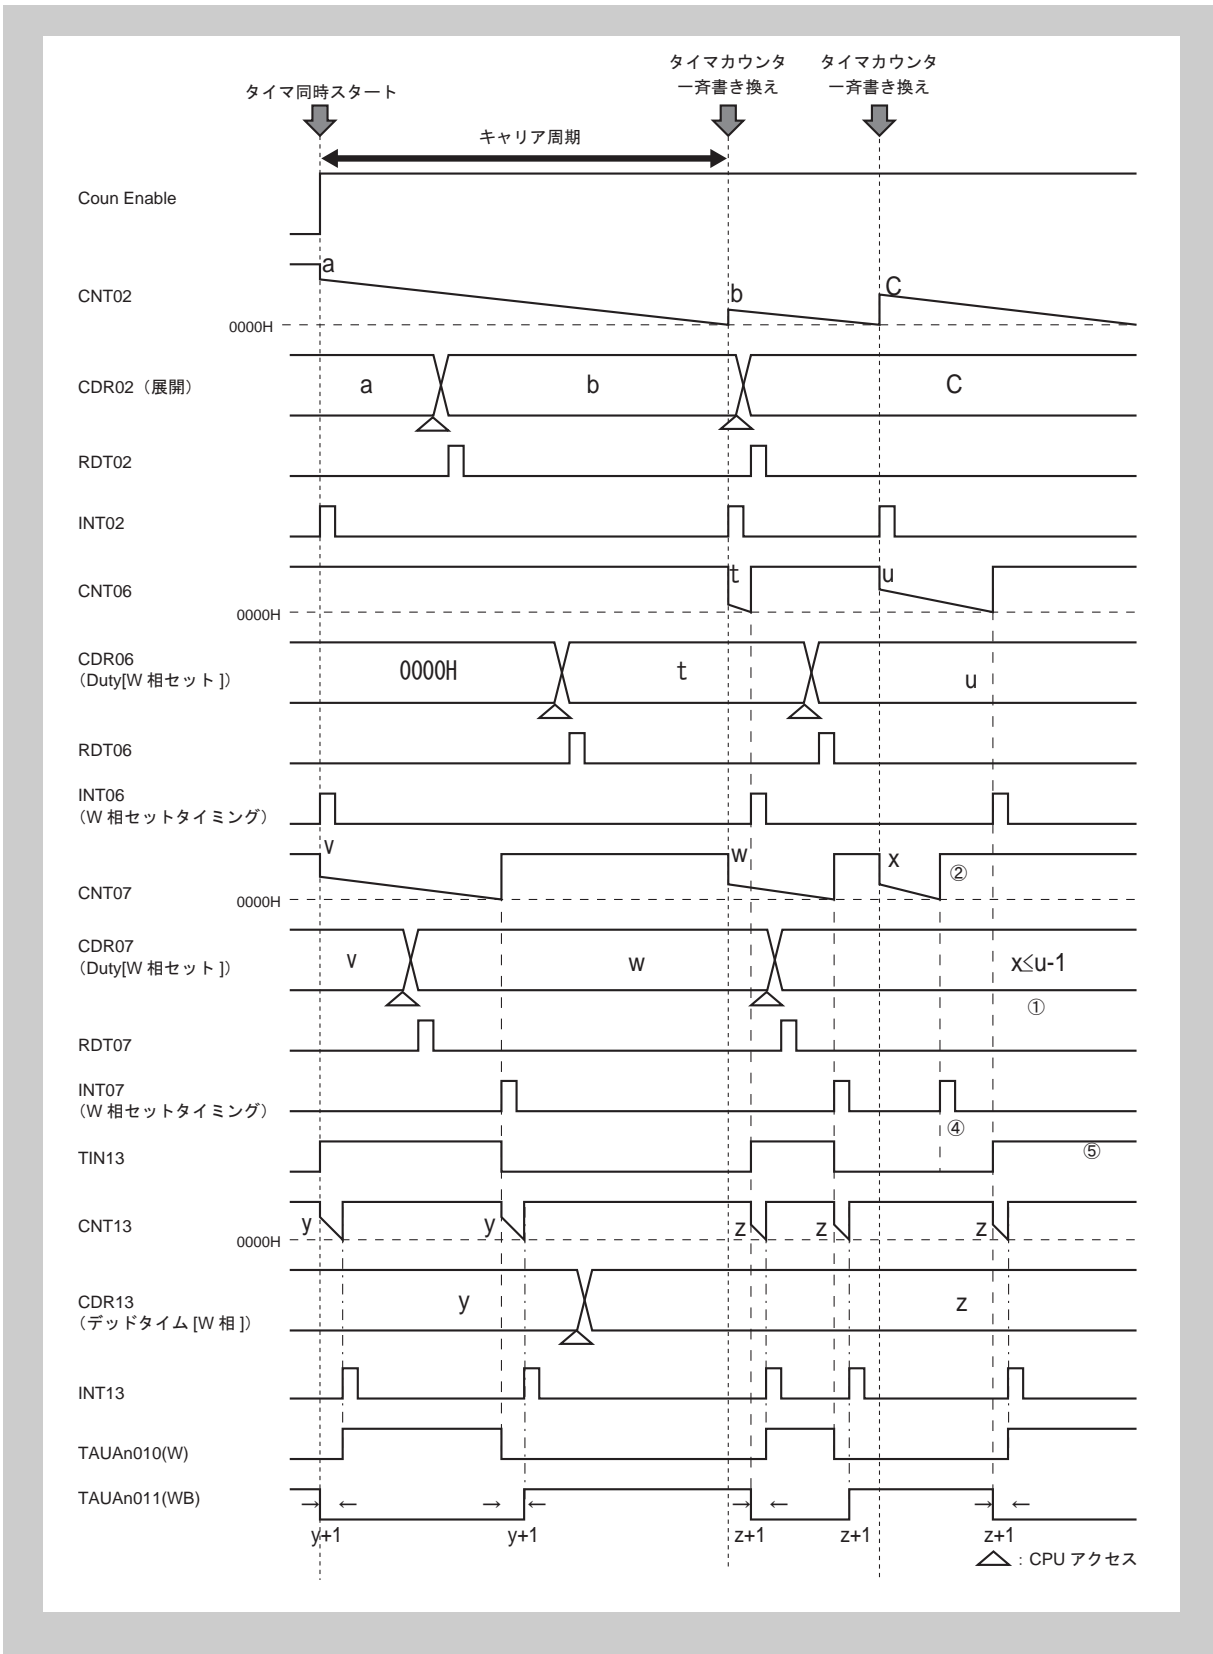 タイマカウンタ
一斉書き換え
タイマカウンタ
一斉書き換え
タイマ同時スタート
キャリア周期
Coun Enable
CNT02
a
b
C
0000H
CDR02（展開）
a
b
C
RDT02
INT02
CNT06
t
u
0000H
CDR06
（Duty[W 相セット ]）
0000H
t
u
RDT06
INT06
（W 相セットタイミング）
CNT07
v
w
x
②
0000H
CDR07
（Duty[W 相セット ]）
v
w
x≤u-1
①
RDT07
INT07
（W 相セットタイミング）
④
TIN13
⑤
CNT13
y
y
z
z
z
0000H
CDR13
（デッドタイム [W 相 ]）
y
z
INT13
TAUAn010(W)
TAUAn011(WB)
→ ← → ← → ← → ←
y+1
y+1
z+1
z+1
z+1
△ : CPU アクセス